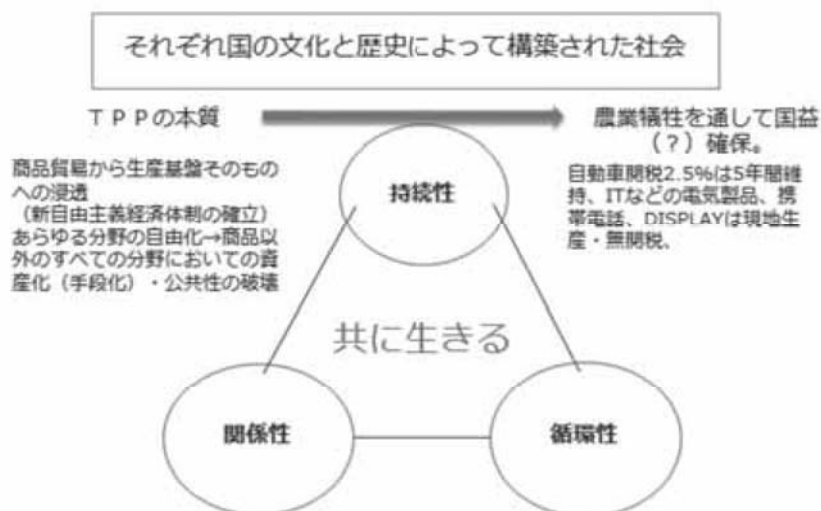 それぞれ国の文化と歴史によって構築された社会
ＴＰＰの本質
農業犠牲を通して国益
（？）確保。
商品貿易から生産基盤そのもの
への浸透
（新自由主義経済体制の確立）
あらゆる分野の自由化→商品以
外のすべての分野においての資
産化（手段化）・公共性の破壊
自動車関税2.5%は5年間維
持、ITなどの電気製品、携
帯電話、DISPLAYは現地生
産・無関税、
持続性
共に生きる
関係性
循環性